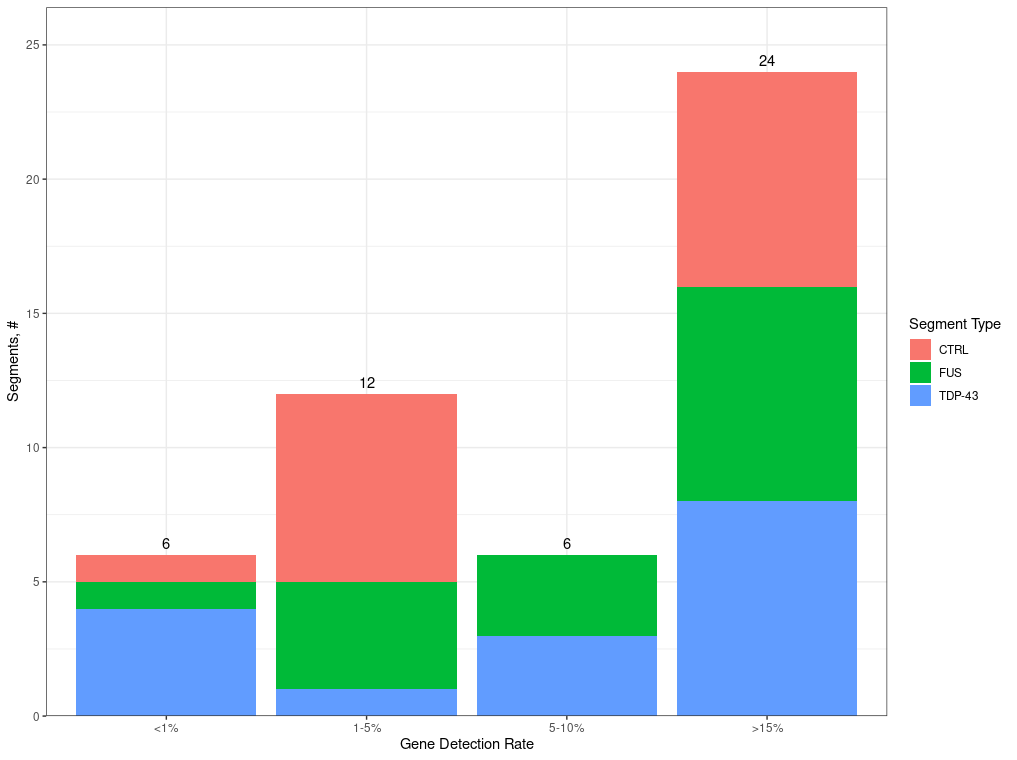 25
20
15
10
5
0
Segments, #
6
12
6
24
<1%
1-5%
5-10%
>15%
Gene Detection Rate
Segment Type
CTRL
FUS
TDP-43